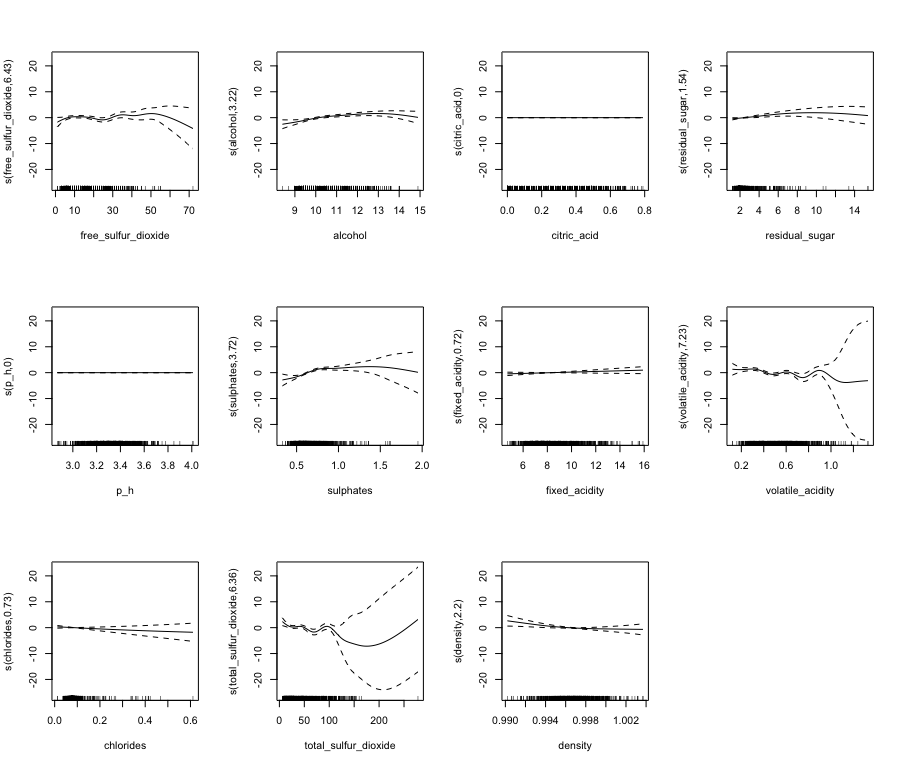 s(free_sulfur_dioxide,6.43)
-20 -10 0 10 20
0 10 30 50 70
free_sulfur_dioxide
s(alcohol,3.22)
-20 -10 0 10 20
9 10 11 12 13 14 15
alcohol
s(citric_acid,0)
-20 -10 0 10 20
0.0 0.2 0.4 0.6 0.8
citric_acid
s(residual_sugar,1.54)
-20 -10 0 10 20
2 4 6 8 10 14
residual_sugar
s(p_h,0)
-20 -10 0 10 20
3.0 3.2 3.4 3.6 3.8 4.0
p_h
s(sulphates,3.72)
-20 -10 0 10 20
0.5 1.0 1.5 2.0
sulphates
s(fixed_acidity,0.72)
-20 -10 0 10 20
6 8 10 12 14 16
fixed_acidity
s(volatile_acidity,7.23)
-20 -10 0 10 20
0.2 0.6 1.0
volatile_acidity
s(chlorides,0.73)
-20 -10 0 10 20
0.0 0.2 0.4 0.6
chlorides
s(total_sulfur_dioxide,6.36)
-20 -10 0 10 20
0 50 100 200
total_sulfur_dioxide
s(density,2.2)
-20 -10 0 10 20
0.990 0.994 0.998 1.002
density